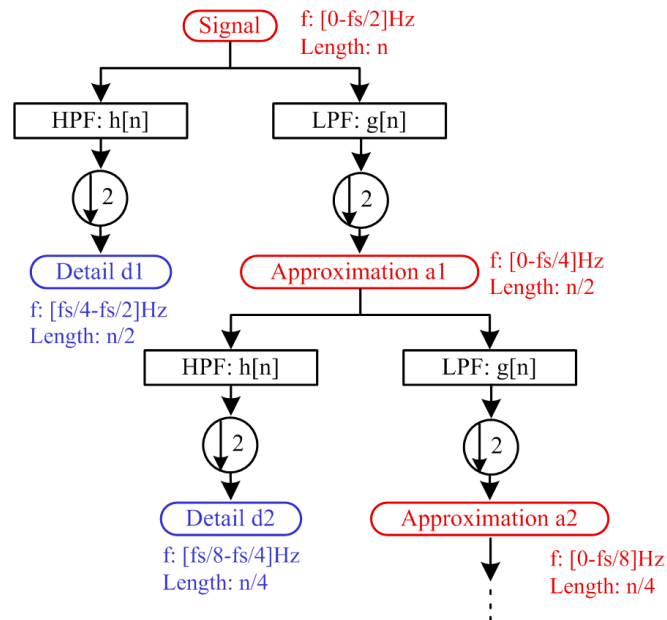 Signal
f: [0-fs/2]Hz
Length: n
HPF: h[n]
LPF: g[n]
2
2
Detail d1
Approximation a1
f: [0-fs/4]Hz
Length: n/2
f: [fs/4-fs/2]Hz
Length: n/2
HPF: h[n]
LPF: g[n]
2
2
Detail d2
Approximation a2
f: [fs/8-fs/4]Hz
Length: n/4
f: [0-fs/8]Hz
Length: n/4